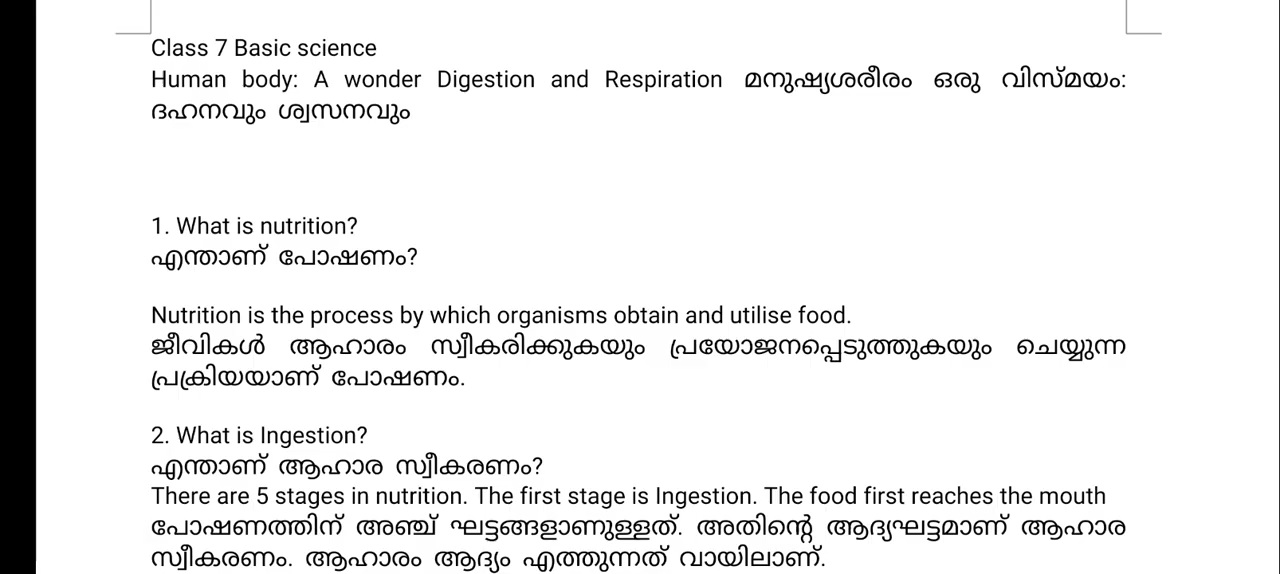 Class 7 Basic science
Human body: A wonder Digestion and Respiration മനുഷ്യശരീരം ഒരു വിസ്മയം:
ദഹനവും ശ്വസനവും
1. What is nutrition?
എന്താണ് പോഷണം?
Nutrition is the process by which organisms obtain and utilise food.
ജീവികൾ ആഹാരം സ്വീകരിക്കുകയും പ്രയോജനപ്പെടുത്തുകയും ചെയ്യുന്ന
പ്രക്രിയയാണ് പോഷണം.
2. What is Ingestion?
എന്താണ് ആഹാര സ്വീകരണം?
There are 5 stages in nutrition. The first stage is Ingestion. The food first reaches the mouth
പോഷണത്തിന് അഞ്ച് ഘട്ടങ്ങളാണുള്ളത്. അതിന്റെ ആദ്യഘട്ടമാണ് ആഹാര
സ്വീകരണം. ആഹാരം ആദ്യം എത്തുന്നത് വായിലാണ്.